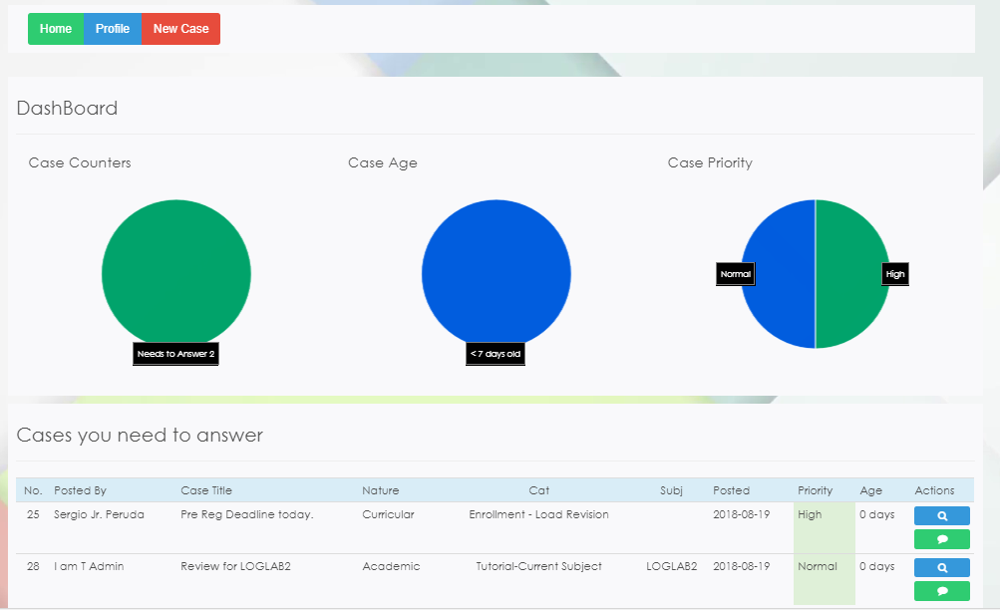 Home Profile New Case
DashBoard
Case Counters Case Age Case Priority
Normal High
Needs to Answer 2 < 7 days old
Cases you need to answer
No. Posted By Case Title Nature Cat Subj Posted Priority Age Actions
25 Sergio Jr. Peruda Pre Reg Deadline today. Curricular Enrollment - Load Revision 2018-08-19 High 0 days
28 I am T Admin Review for LOGLAB2 Academic Tutorial-Current Subject LOGLAB2 2018-08-19 Normal 0 days